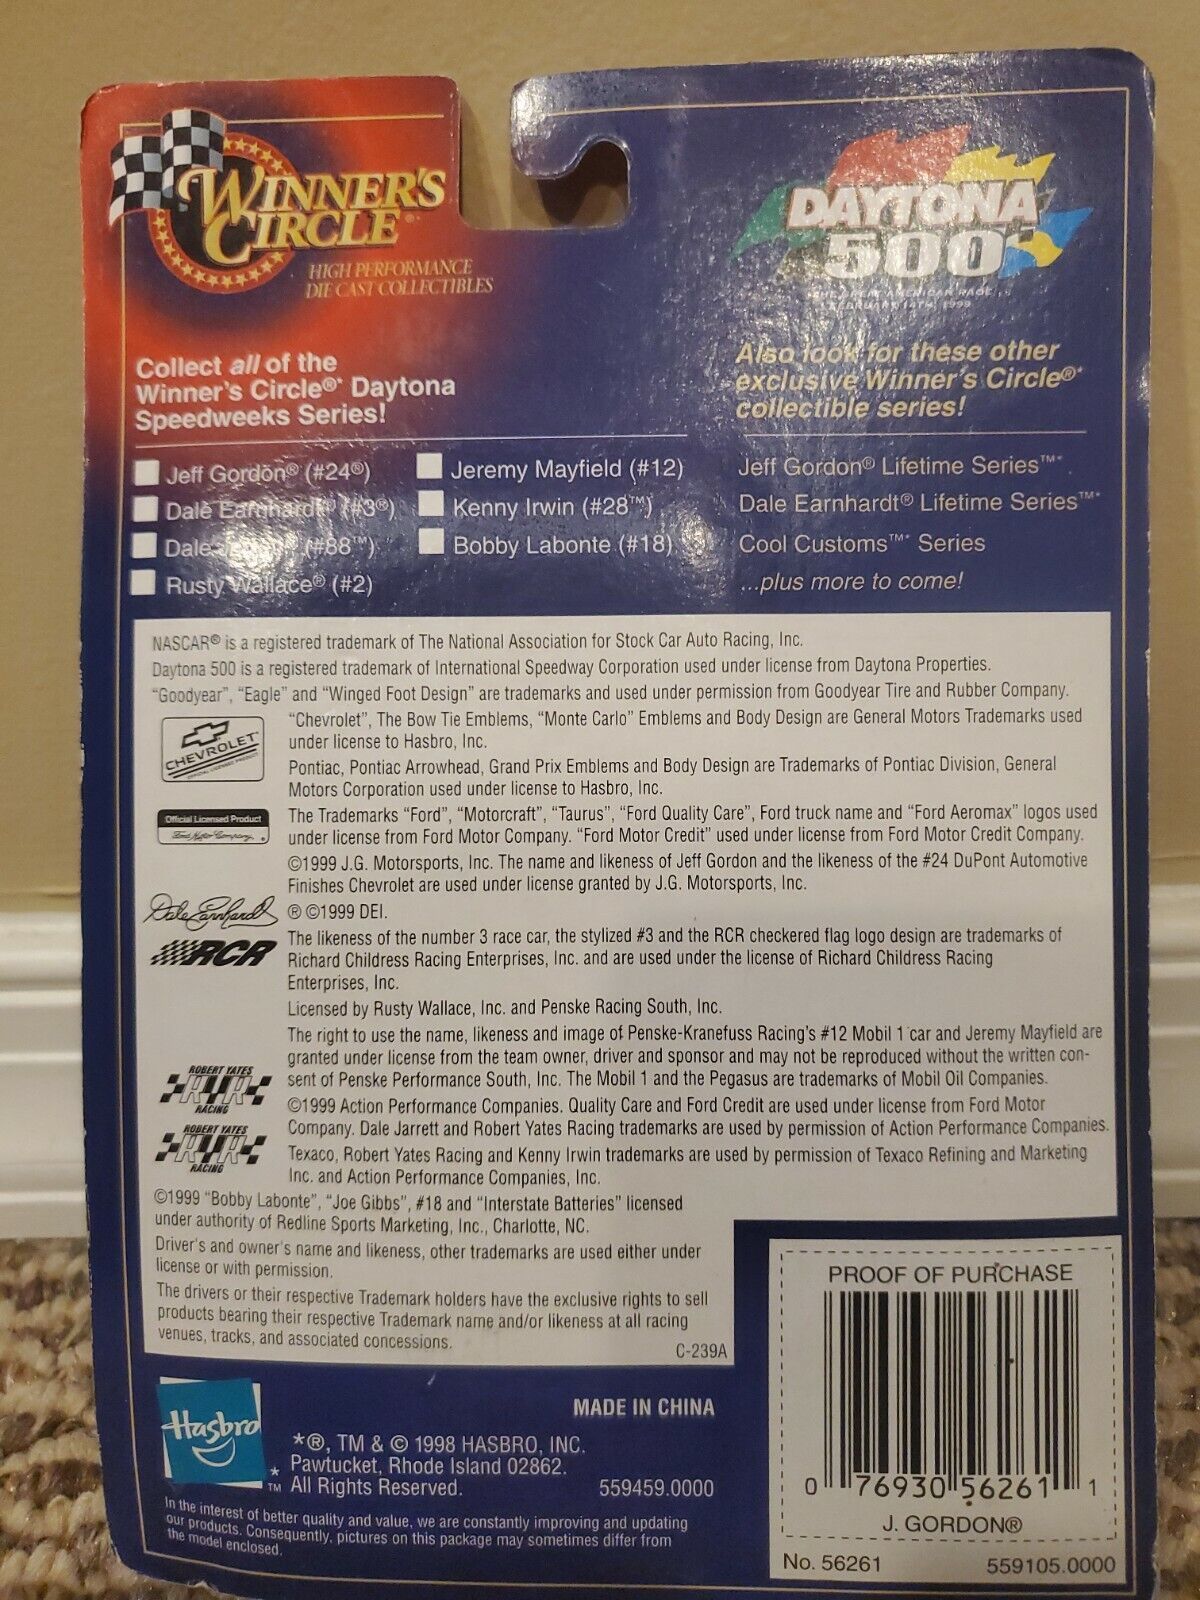 WINNER'S
CIRCLE®*
HIGH PERFORMANCE
DIE CAST COLLECTIBLES
DAYTONA
500
Collect all of the
Winner's Circle®* Daytona
Speedweeks Series!
Jeff Gordon® (#24®)
Dale Earnhardt® (#3®)
Dale (#88™)
Rusty Wallace® (#2)
Jeremy Mayfield (#12)
Kenny Irwin (#28™)
Bobby Labonte (#18)
Also look for these other
exclusive Winner's Circle®*
collectible series!
Jeff Gordon® Lifetime Series™*
Dale Earnhardt® Lifetime Series™*
Cool Customs™* Series
...plus more to come!
NASCAR® is a registered trademark of The National Association for Stock Car Auto Racing, Inc.
Daytona 500 is a registered trademark of International Speedway Corporation used under license from Daytona Properties.
"Goodyear", "Eagle" and "Winged Foot Design" are trademarks and used under permission from Goodyear Tire and Rubber Company.
CHEVROLET™
OFFICIAL LICENSED PRODUCT
"Chevrolet", The Bow Tie Emblems, "Monte Carlo" Emblems and Body Design are General Motors Trademarks used
under license to Hasbro, Inc.
Pontiac, Pontiac Arrowhead, Grand Prix Emblems and Body Design are Trademarks of Pontiac Division, General
Motors Corporation used under license to Hasbro, Inc.
Official Licensed Product
Ford Motor Company ®
The Trademarks "Ford", "Motorcraft", "Taurus", "Ford Quality Care", Ford truck name and "Ford Aeromax" logos used
under license from Ford Motor Company. "Ford Motor Credit" used under license from Ford Motor Credit Company.
©1999 J.G. Motorsports, Inc. The name and likeness of Jeff Gordon and the likeness of the #24 DuPont Automotive
Finishes Chevrolet are used under license granted by J.G. Motorsports, Inc.
Dale Earnhardt ® ©1999 DEI.
RCR
The likeness of the number 3 race car, the stylized #3 and the RCR checkered flag logo design are trademarks of
Richard Childress Racing Enterprises, Inc. and are used under the license of Richard Childress Racing
Enterprises, Inc.
Licensed by Rusty Wallace, Inc. and Penske Racing South, Inc.
The right to use the name, likeness and image of Penske-Kranefuss Racing's #12 Mobil 1 car and Jeremy Mayfield are
granted under license from the team owner, driver and sponsor and may not be reproduced without the written con-
sent of Penske Performance South, Inc. The Mobil 1 and the Pegasus are trademarks of Mobil Oil Companies.
ROBERT YATES
RYR
RACING
©1999 Action Performance Companies. Quality Care and Ford Credit are used under license from Ford Motor
Company. Dale Jarrett and Robert Yates Racing trademarks are used by permission of Action Performance Companies.
ROBERT YATES
RYR
RACING
Texaco, Robert Yates Racing and Kenny Irwin trademarks are used by permission of Texaco Refining and Marketing
Inc. and Action Performance Companies, Inc.
©1999 "Bobby Labonte", "Joe Gibbs", #18 and "Interstate Batteries" licensed
under authority of Redline Sports Marketing, Inc., Charlotte, NC.
Driver's and owner's name and likeness, other trademarks are used either under
license or with permission.
The drivers or their respective Trademark holders have the exclusive rights to sell
products bearing their respective Trademark name and/or likeness at all racing
venues, tracks, and associated concessions.
C-239A
Hasbro
*
™
MADE IN CHINA
*®, TM & © 1998 HASBRO, INC.
Pawtucket, Rhode Island 02862.
All Rights Reserved.
559459.0000
In the interest of better quality and value, we are constantly improving and updating
our products. Consequently, pictures on this package may sometimes differ from
the model enclosed.
PROOF OF PURCHASE
0 76930 56261 1
J. GORDON®
No. 56261
559105.0000